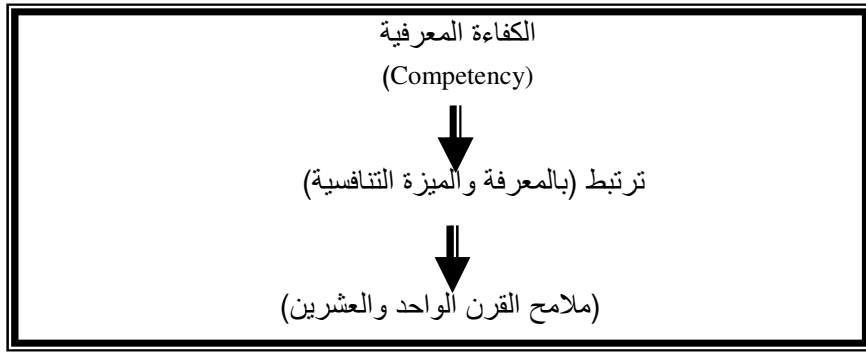 الكفاءة المعرفية
(Competency)
ترتبط (بالمعرفة والميزة التنافسية)
(ملامح القرن الواحد والعشرين)